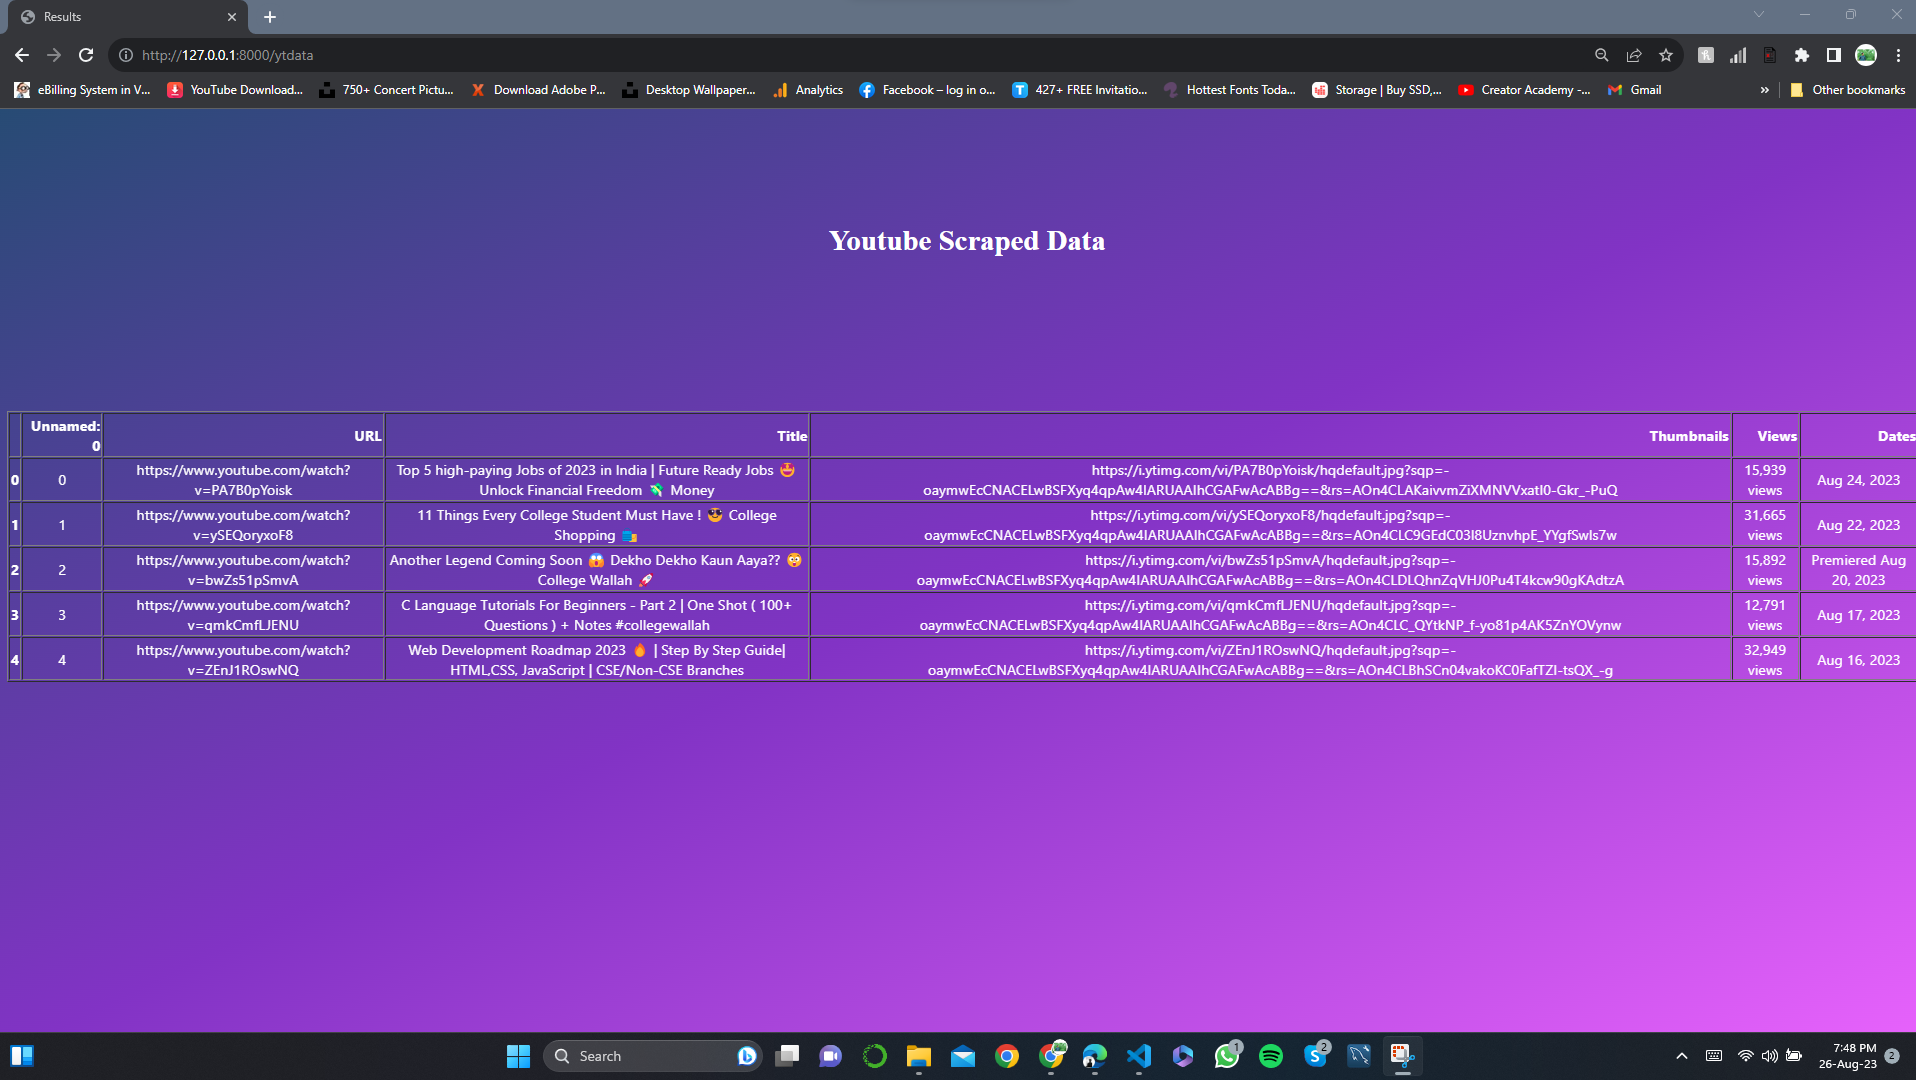 Results
http://127.0.0.1:8000/ytdata
eBilling System in V...
YouTube Download...
750+ Concert Pictu...
Download Adobe P...
Desktop Wallpaper...
Analytics
Facebook – log in o...
427+ FREE Invitatio...
Hottest Fonts Toda...
Storage | Buy SSD,...
Creator Academy -...
Gmail
»
Other bookmarks
Youtube Scraped Data
Unnamed:
0
URL
Title
Thumbnails
Views
Dates
0
0
https://www.youtube.com/watch?
v=PA7B0pYoisk
Top 5 high-paying Jobs of 2023 in India | Future Ready Jobs 🤩
Unlock Financial Freedom 💸 Money
https://i.ytimg.com/vi/PA7B0pYoisk/hqdefault.jpg?sqp=-
oaymwEcCNACELwBSFXyq4qpAw4IARUAAIhCGAFwAcABBg==&rs=AOn4CLAKaivvmZiXMNVVxatI0-Gkr_-PuQ
15,939
views
Aug 24, 2023
1
1
https://www.youtube.com/watch?
v=ySEQoryxoF8
11 Things Every College Student Must Have ! 😎 College
Shopping 🛍️
https://i.ytimg.com/vi/ySEQoryxoF8/hqdefault.jpg?sqp=-
oaymwEcCNACELwBSFXyq4qpAw4IARUAAIhCGAFwAcABBg==&rs=AOn4CLC9GEdC03I8UznvhpE_YYgfSwIs7w
31,665
views
Aug 22, 2023
2
2
https://www.youtube.com/watch?
v=bwZs51pSmvA
Another Legend Coming Soon 😱 Dekho Dekho Kaun Aaya?? 😲
College Wallah 🚀
https://i.ytimg.com/vi/bwZs51pSmvA/hqdefault.jpg?sqp=-
oaymwEcCNACELwBSFXyq4qpAw4IARUAAIhCGAFwAcABBg==&rs=AOn4CLDLQhnZqVHJ0Pu4T4kcw90gKAdtzA
15,892
views
Premiered Aug
20, 2023
3
3
https://www.youtube.com/watch?
v=qmkCmfLJENU
C Language Tutorials For Beginners - Part 2 | One Shot ( 100+
Questions ) + Notes #collegewallah
https://i.ytimg.com/vi/qmkCmfLJENU/hqdefault.jpg?sqp=-
oaymwEcCNACELwBSFXyq4qpAw4IARUAAIhCGAFwAcABBg==&rs=AOn4CLC_QYtkNP_f-yo81p4AK5ZnYOVynw
12,791
views
Aug 17, 2023
4
4
https://www.youtube.com/watch?
v=ZEnJ1ROswNQ
Web Development Roadmap 2023 🔥 | Step By Step Guide|
HTML,CSS, JavaScript | CSE/Non-CSE Branches
https://i.ytimg.com/vi/ZEnJ1ROswNQ/hqdefault.jpg?sqp=-
oaymwEcCNACELwBSFXyq4qpAw4IARUAAIhCGAFwAcABBg==&rs=AOn4CLBhSCn04vakoKC0FafTZI-tsQX_-g
32,949
views
Aug 16, 2023
Search
1
2
7:48 PM
26-Aug-23
2